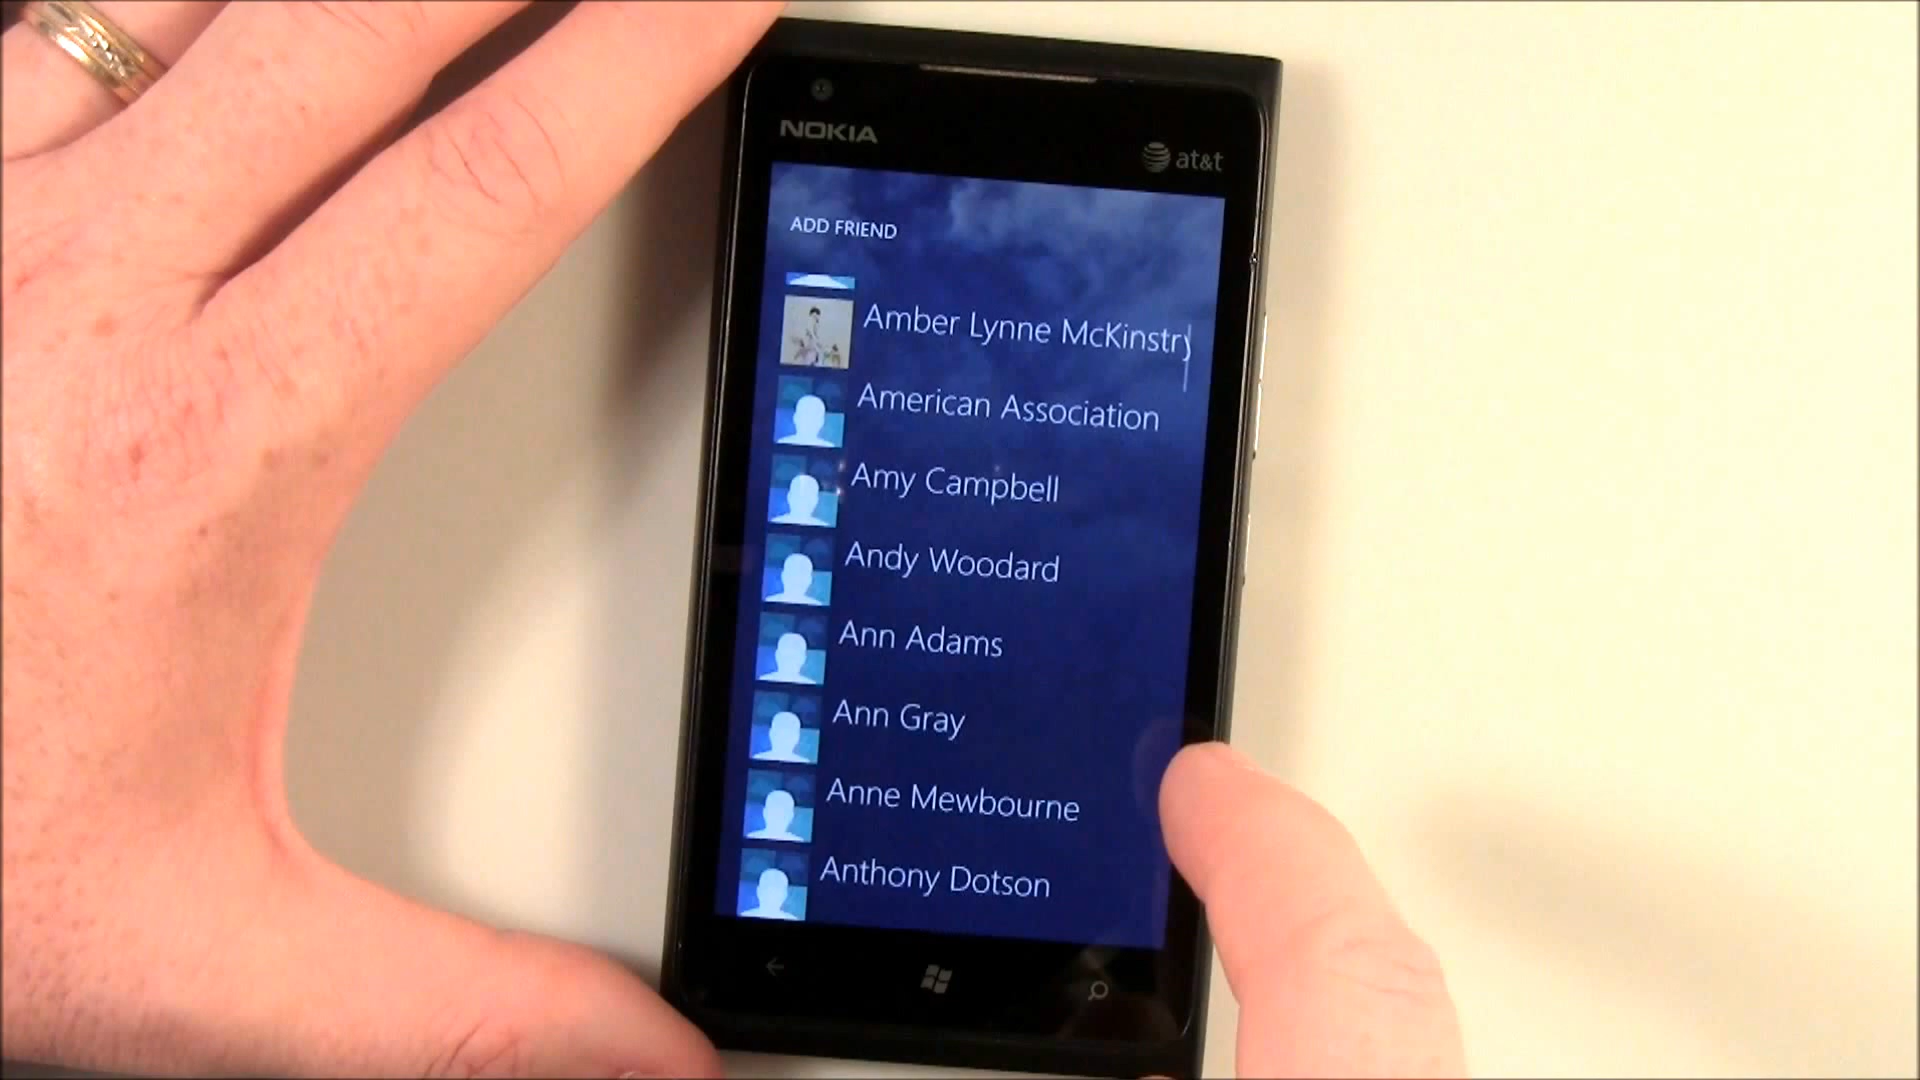 NOKIA
at&t
ADD FRIEND
Amber Lynne McKinstry
American Association
Amy Campbell
Andy Woodard
Ann Adams
Ann Gray
Anne Mewbourne
Anthony Dotson